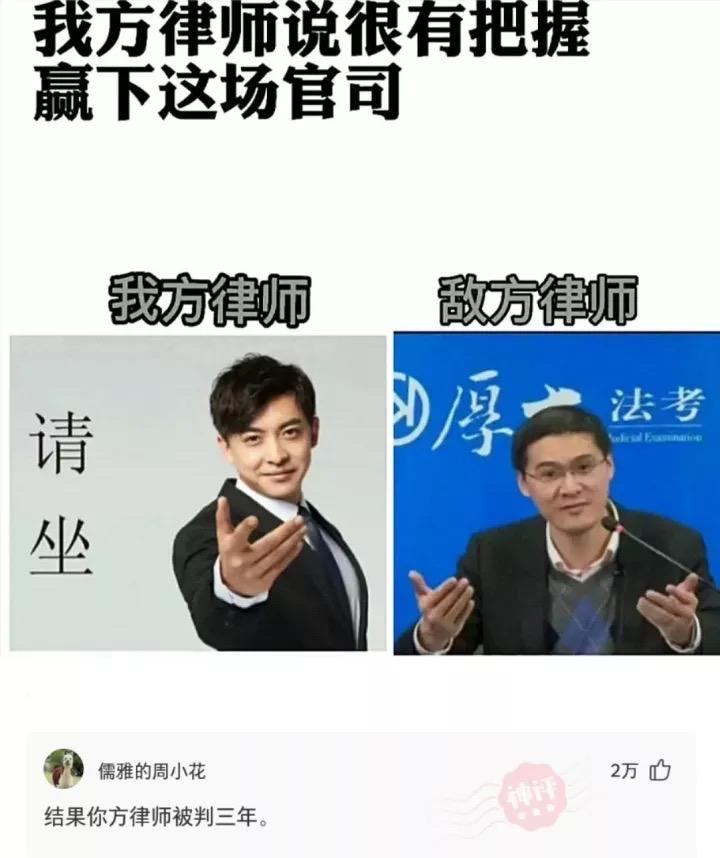 我方律师说很有把握
赢下这场官司
我方律师
敌方律师
请
坐
厚大
法考
Judicial Examination
儒雅的周小花
2万
结果你方律师被判三年。
神评